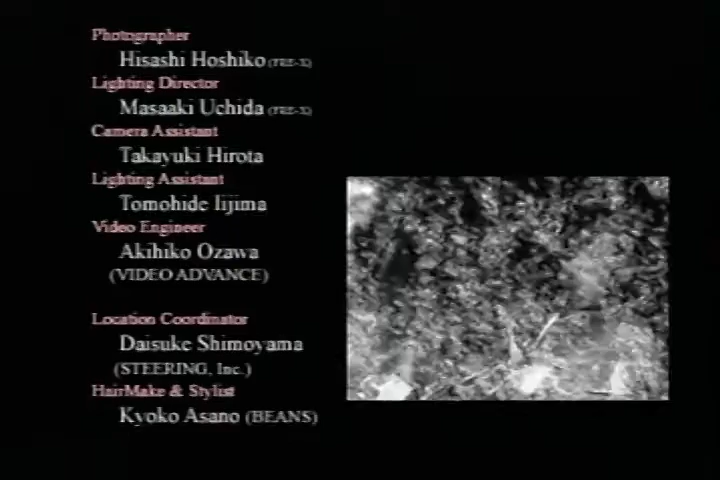 Photographer
Hisashi Hoshiko (FRE-X)
Lighting Director
Masaaki Uchida (FRE-X)
Camera Assistant
Takayuki Hirota
Lighting Assistant
Tomohide Iijima
Video Engineer
Akihiko Ozawa
(VIDEO ADVANCE)
Location Coordinator
Daisuke Shimoyama
(STEERING, Inc.)
HairMake & Stylist
Kyoko Asano (BEANS)